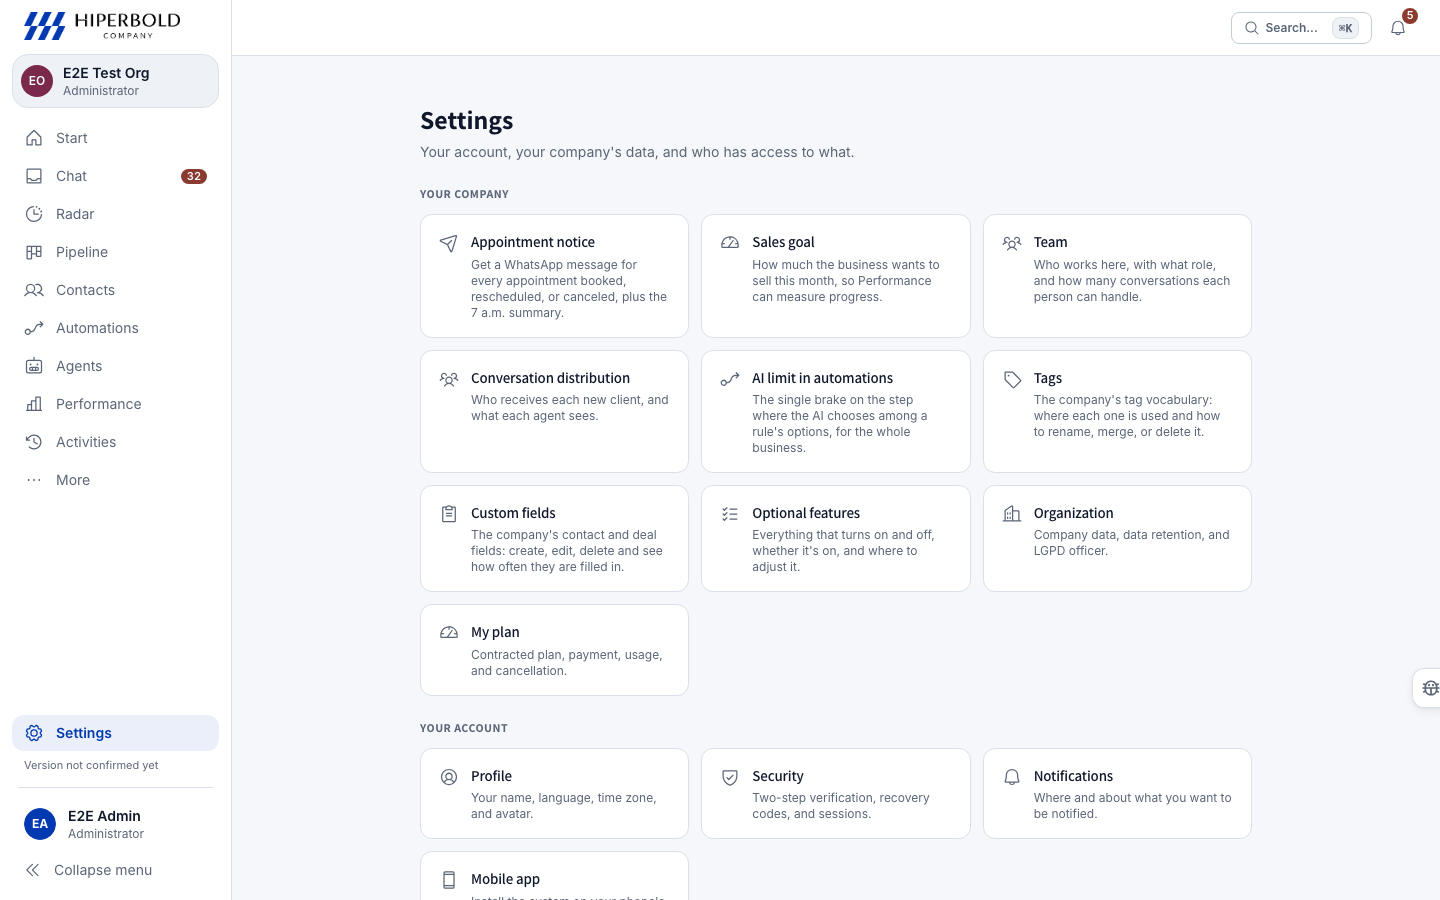 HIPERBOLD
COMPANY
EO
E2E Test Org
Administrator
Start
Chat
32
Radar
Pipeline
Contacts
Automations
Agents
Performance
Activities
More
Settings
Version not confirmed yet
EA
E2E Admin
Administrator
Collapse menu
Search...
⌘K
5
Settings
Your account, your company's data, and who has access to what.
YOUR COMPANY
Appointment notice
Get a WhatsApp message for
every appointment booked,
rescheduled, or canceled, plus the
7 a.m. summary.
Sales goal
How much the business wants to
sell this month, so Performance
can measure progress.
Team
Who works here, with what role,
and how many conversations each
person can handle.
Conversation distribution
Who receives each new client, and
what each agent sees.
AI limit in automations
The single brake on the step
where the AI chooses among a
rule's options, for the whole
business.
Tags
The company's tag vocabulary:
where each one is used and how
to rename, merge, or delete it.
Custom fields
The company's contact and deal
fields: create, edit, delete and see
how often they are filled in.
Optional features
Everything that turns on and off,
whether it's on, and where to
adjust it.
Organization
Company data, data retention, and
LGPD officer.
My plan
Contracted plan, payment, usage,
and cancellation.
YOUR ACCOUNT
Profile
Your name, language, time zone,
and avatar.
Security
Two-step verification, recovery
codes, and sessions.
Notifications
Where and about what you want to
be notified.
Mobile app
Install the system on your phone's